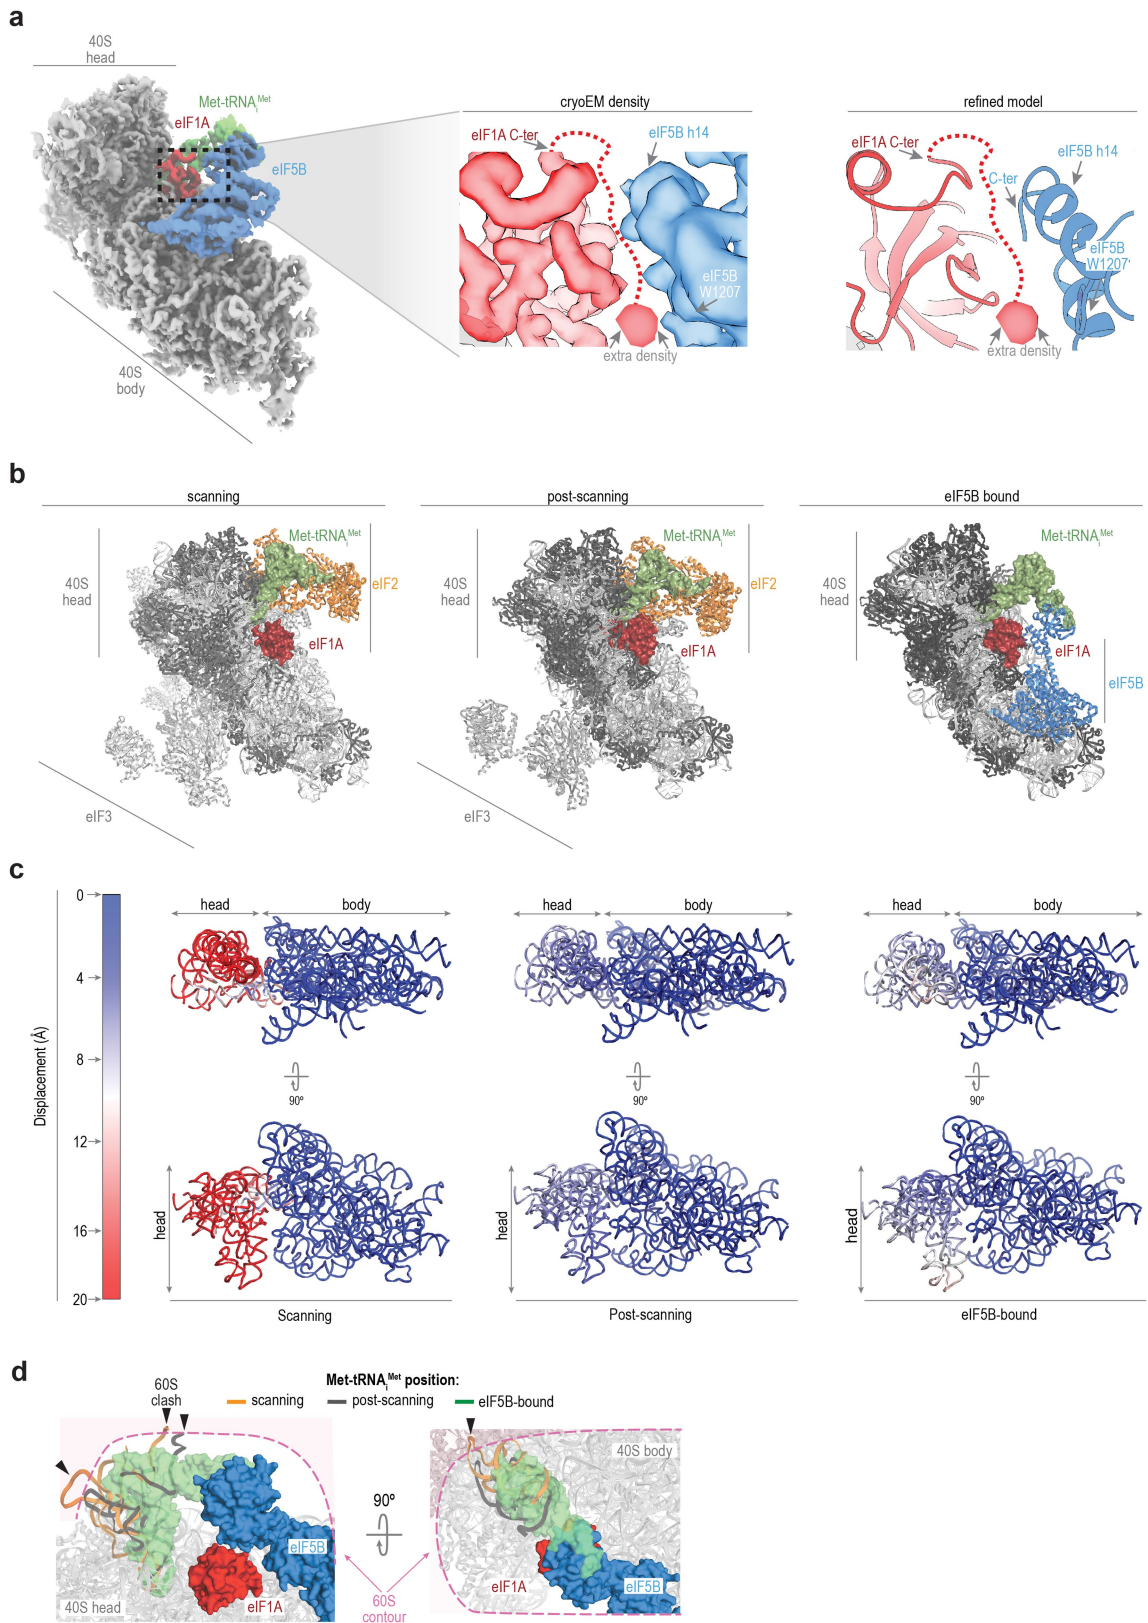 a
40S
head
Met-tRNAiMet
eIF1A
eIF5B
40S
body
cryoEM density
eIF1A C-ter
eIF5B h14
eIF5B
W1207
extra density
refined model
eIF1A C-ter
eIF5B h14
C-ter
eIF5B
W1207
extra density
b
scanning
post-scanning
eIF5B bound
Met-tRNAiMet
40S
head
eIF2
eIF1A
eIF3
Met-tRNAiMet
40S
head
eIF2
eIF1A
eIF3
Met-tRNAiMet
40S
head
eIF1A
eIF5B
c
Displacement (Å)
0
4
8
12
16
20
head
body
90º
head
Scanning
head
body
90º
head
Post-scanning
head
body
90º
head
eIF5B-bound
d
60S
clash
Met-tRNAiMet position:
scanning
post-scanning
eIF5B-bound
40S head
eIF1A
eIF5B
90º
60S
contour
40S body
eIF1A
eIF5B